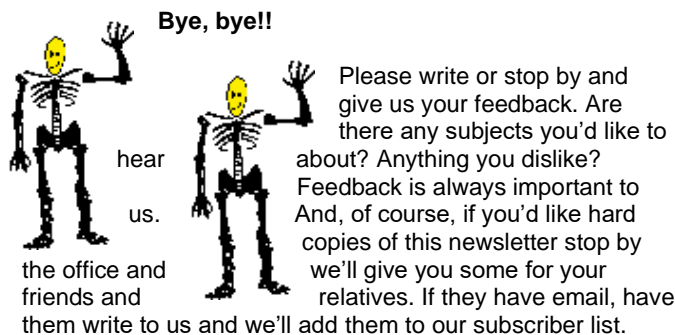 Bye, bye!!
Please write or stop by and
give us your feedback. Are
there any subjects you'd like to
hear about? Anything you dislike?
Feedback is always important to
us. And, of course, if you'd like hard
copies of this newsletter stop by
the office and we'll give you some for your
friends and relatives. If they have email, have
them write to us and we'll add them to our subscriber list.